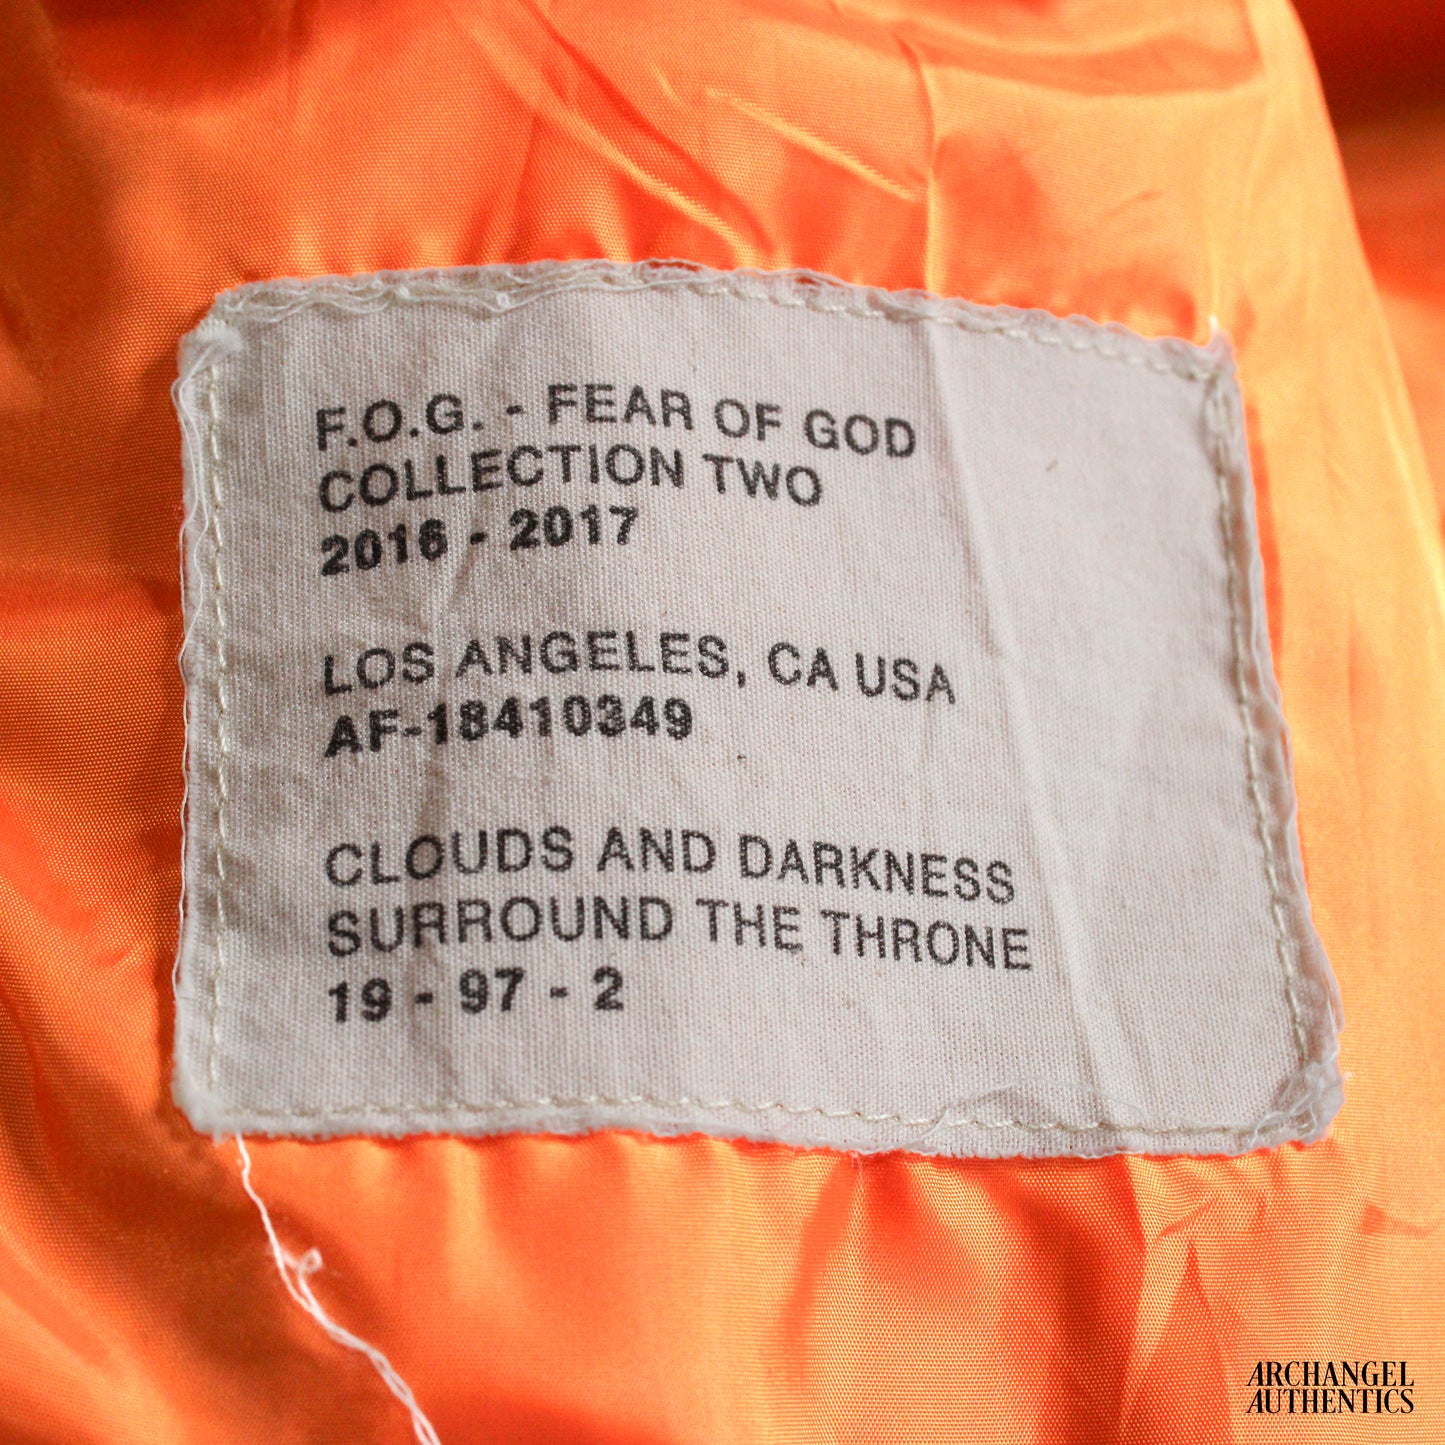 F.O.G. - FEAR OF GOD
COLLECTION TWO
2016 - 2017
LOS ANGELES, CA USA
AF-18410349
CLOUDS AND DARKNESS
SURROUND THE THRONE
19 - 97 - 2
ARCHANGEL
AUTHENTICS